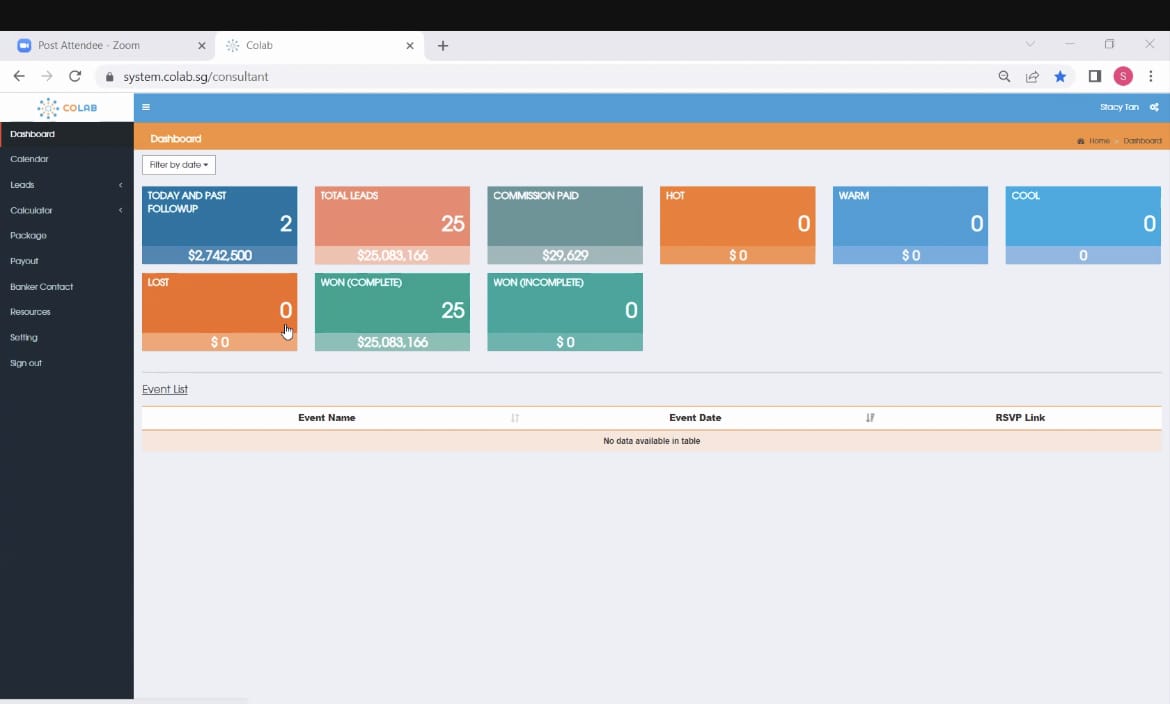 Post Attendee - Zoom
Colab
system.colab.sg/consultant
S
COLAB
Stacy Tan
Dashboard
Home
Dashboard
Dashboard
Calendar
Leads
Calculator
Package
Payout
Banker Contact
Resources
Setting
Sign out
Filter by date
TODAY AND PAST
FOLLOWUP
2
$2,742,500
TOTAL LEADS
25
$25,083,166
COMMISSION PAID
$29,629
HOT
0
$ 0
WARM
0
$ 0
COOL
0
0
LOST
0
$ 0
WON (COMPLETE)
25
$25,083,166
WON (INCOMPLETE)
0
$ 0
Event List
Event Name
Event Date
RSVP Link
No data available in table